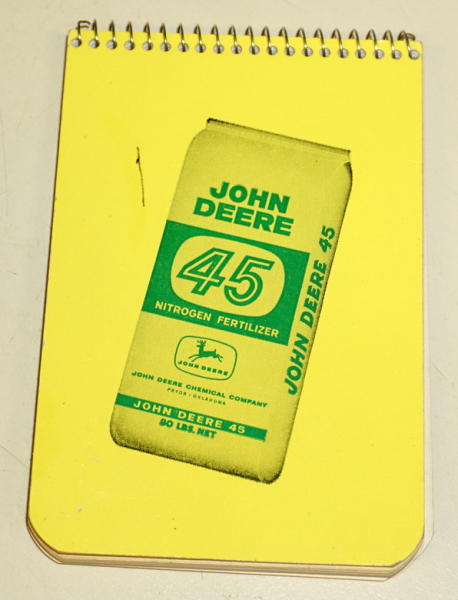 JOHN
DEERE
45
NITROGEN FERTILIZER
JOHN DEERE
JOHN DEERE CHEMICAL COMPANY
PRYOR · OKLAHOMA
JOHN DEERE 45
80 LBS. NET
JOHN DEERE 45